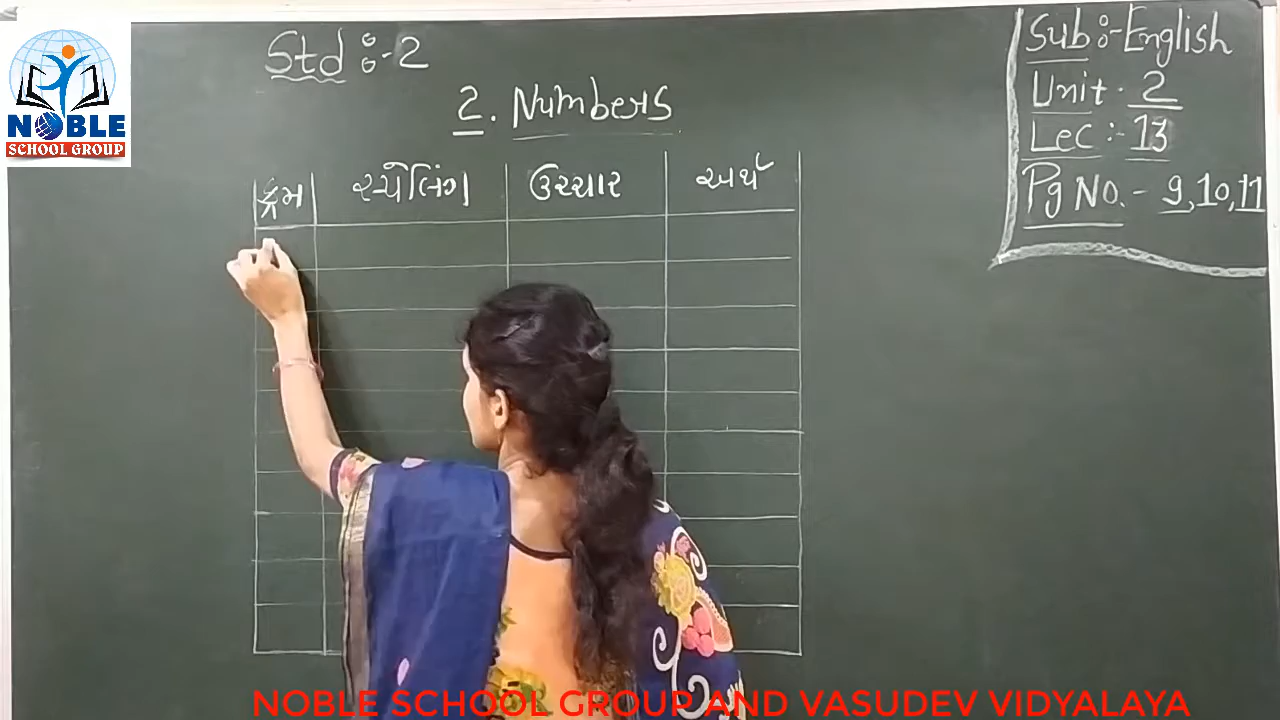 NOBLE
SCHOOL GROUP
Std :- 2
2. Numbers
ક્રમ સ્પેલિંગ ઉચ્ચાર અર્થ
Sub :- English
Unit. 2
Lec :- 13
Pg No. - 9,10,11
NOBLE SCHOOL GROUP AND VASUDEV VIDYALAYA